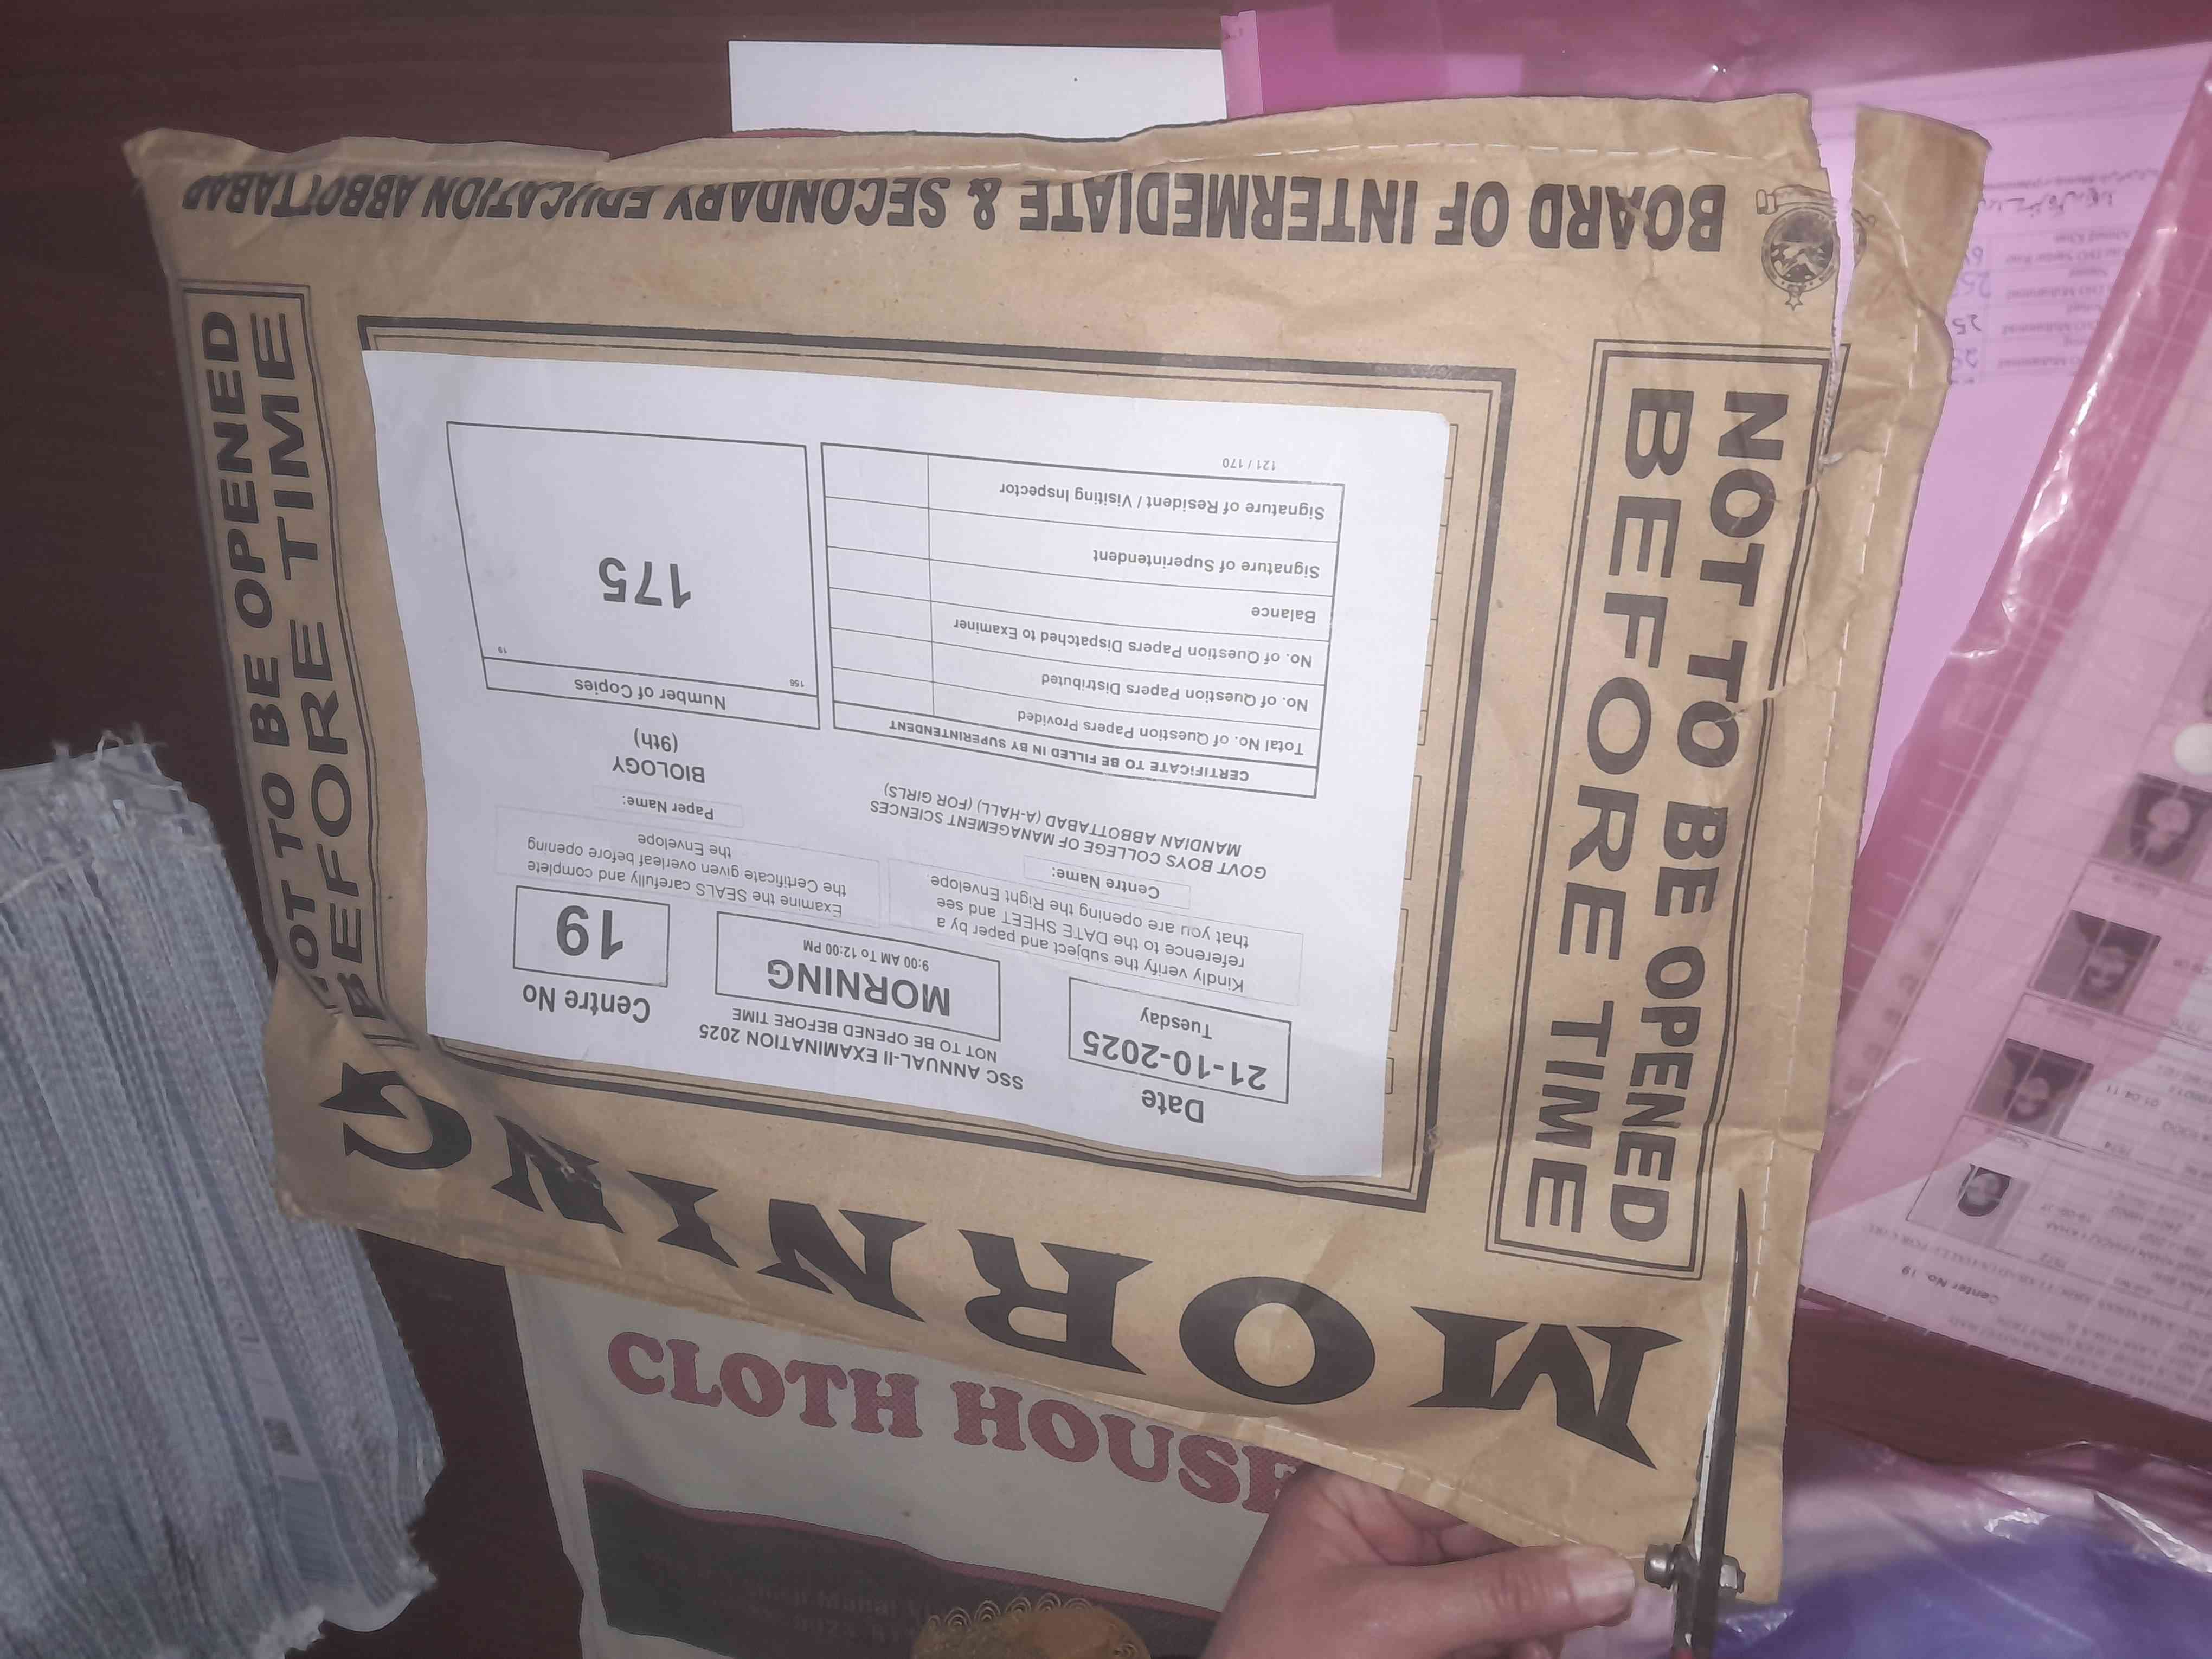 BOARD OF INTERMEDIATE & SECONDARY EDUCATION ABBOTTABAD
NOT TO BE OPENED
BEFORE TIME
NOT TO BE OPENED
BEFORE TIME
MORNING
SSC ANNUAL-II EXAMINATION 2025
NOT TO BE OPENED BEFORE TIME
Date
21-10-2025
Tuesday
MORNING
9:00 AM To 12:00 PM
Centre No
19
Kindly verify the subject and paper by a
reference to the DATE SHEET and see
that you are opening the Right Envelope.
Examine the SEALS carefully and complete
the Certificate given overleaf before opening
the Envelope
Centre Name:
GOVT BOYS COLLEGE OF MANAGEMENT SCIENCES
MANDIAN ABBOTTABAD (A-HALL) (FOR GIRLS)
Paper Name:
BIOLOGY
(9th)
CERTIFICATE TO BE FILLED IN BY SUPERINTENDENT
Total No. of Question Papers Provided
No. of Question Papers Distributed
No. of Question Papers Dispatched to Examiner
Balance
Signature of Superintendent
Signature of Resident / Visiting Inspector
121 / 170
Number of Copies
156
19
175
CLOTH HOUSE
Center No. 19